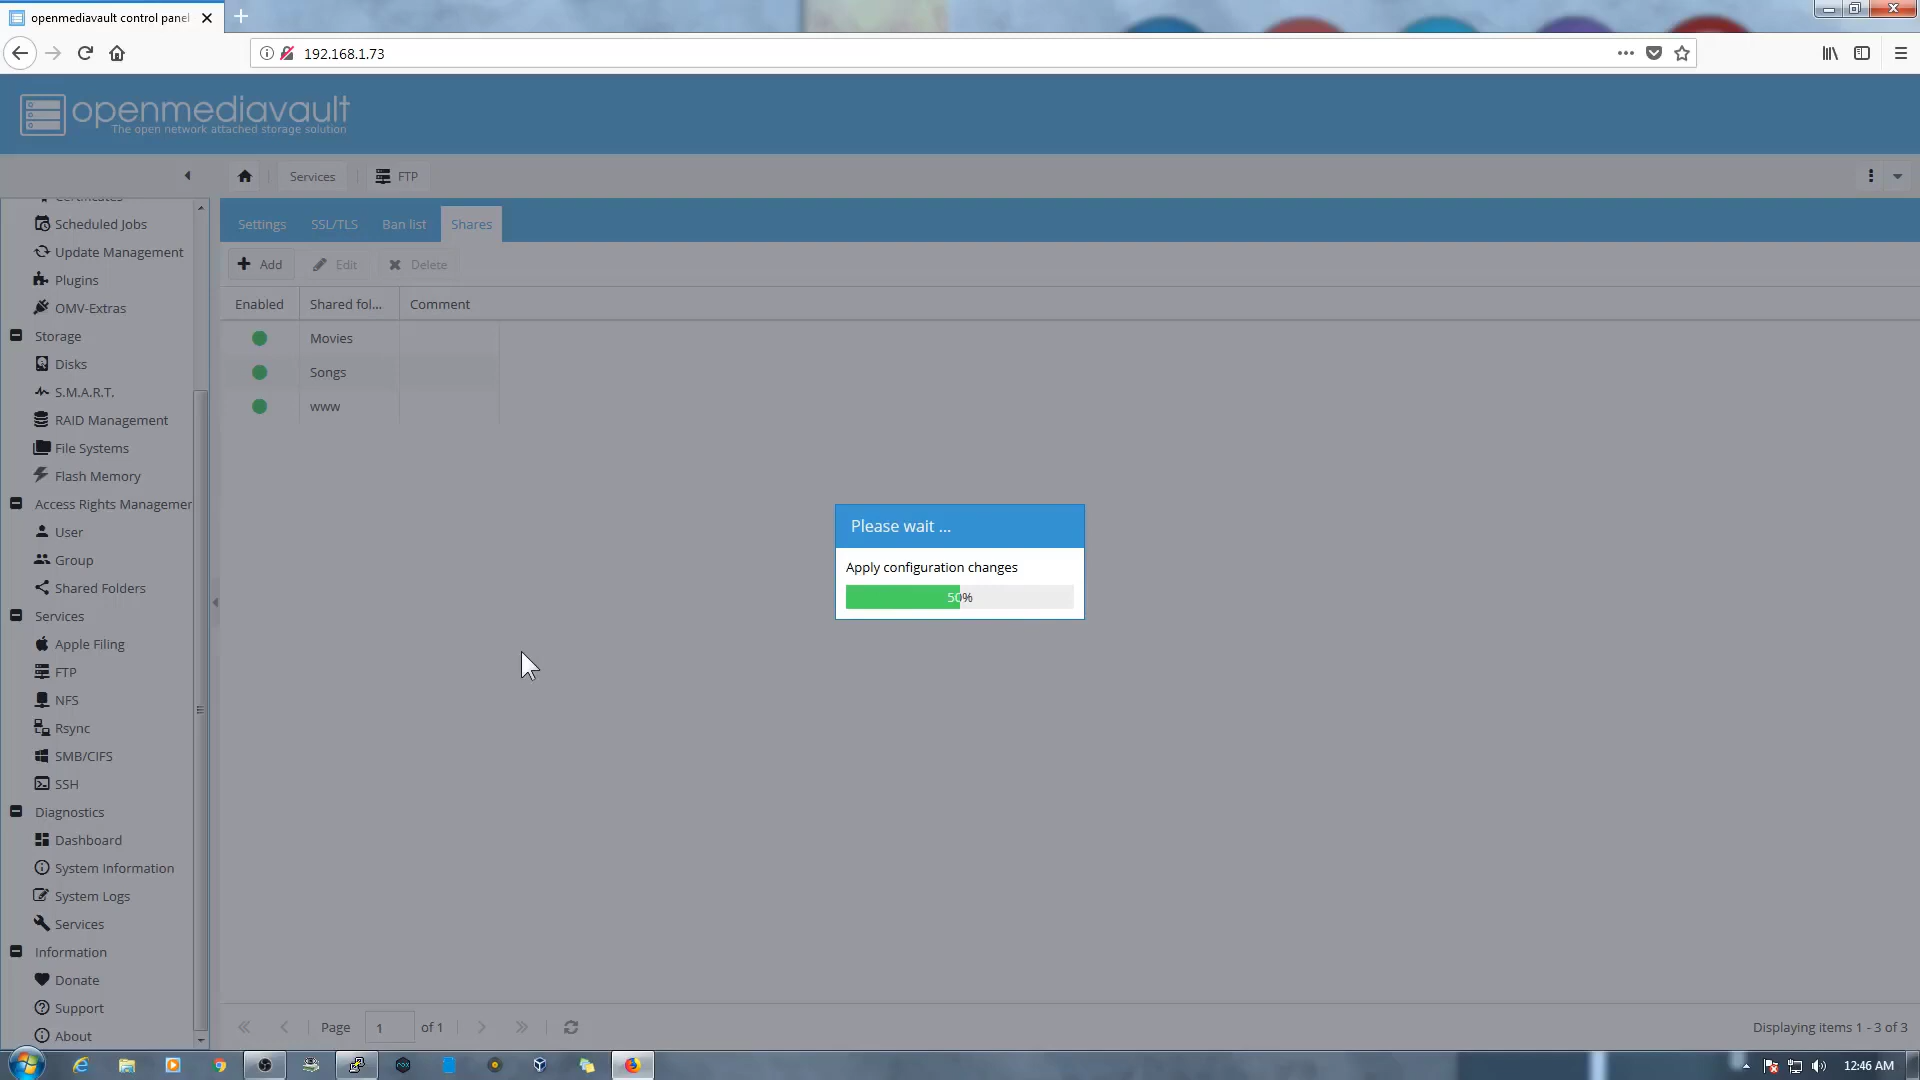 openmediavault control panel
192.168.1.73
openmediavault
The open network attached storage solution
Services
FTP
Certificates
Scheduled Jobs
Update Management
Plugins
OMV-Extras
Storage
Disks
S.M.A.R.T.
RAID Management
File Systems
Flash Memory
Access Rights Managemen
User
Group
Shared Folders
Services
Apple Filing
FTP
NFS
Rsync
SMB/CIFS
SSH
Diagnostics
Dashboard
System Information
System Logs
Services
Information
Donate
Support
About
Settings SSL/TLS Ban list Shares
Add Edit Delete
Enabled Shared fol... Comment
Movies
Songs
www
Please wait ...
Apply configuration changes
50%
Page 1 of 1
Displaying items 1 - 3 of 3
12:46 AM